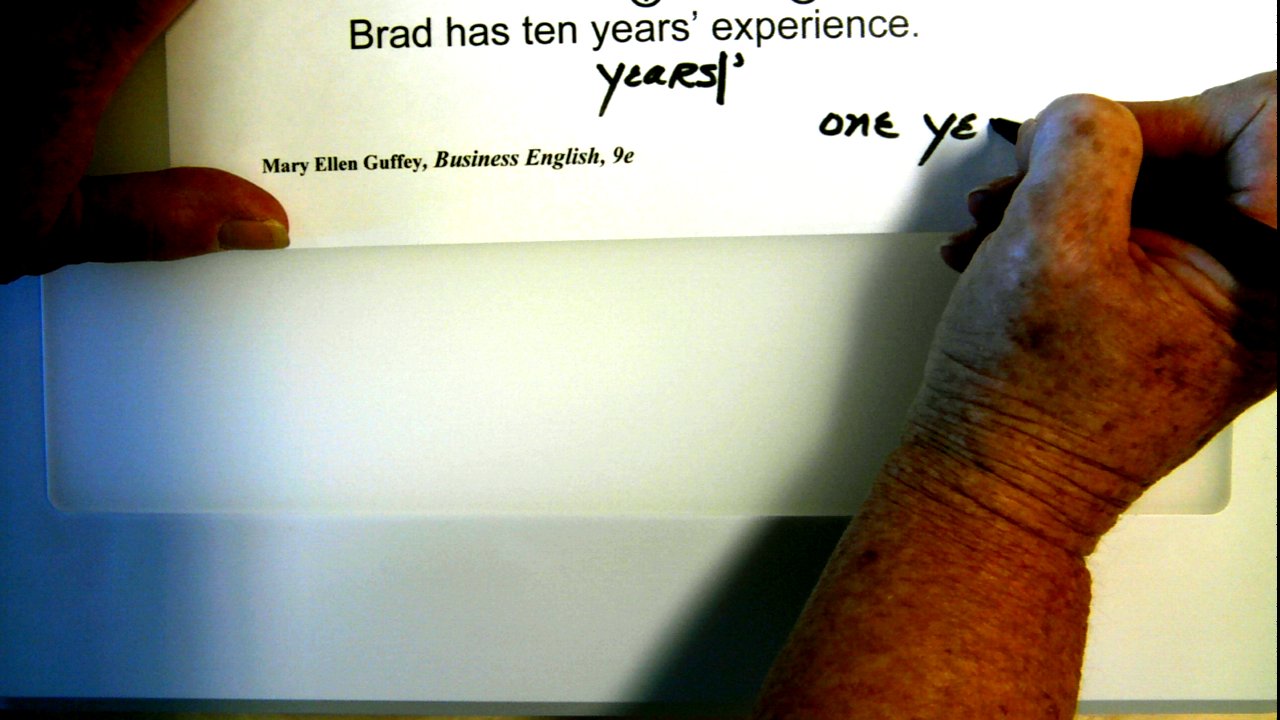 Brad has ten years’ experience.
years|’
one ye
Mary Ellen Guffey, Business English, 9e